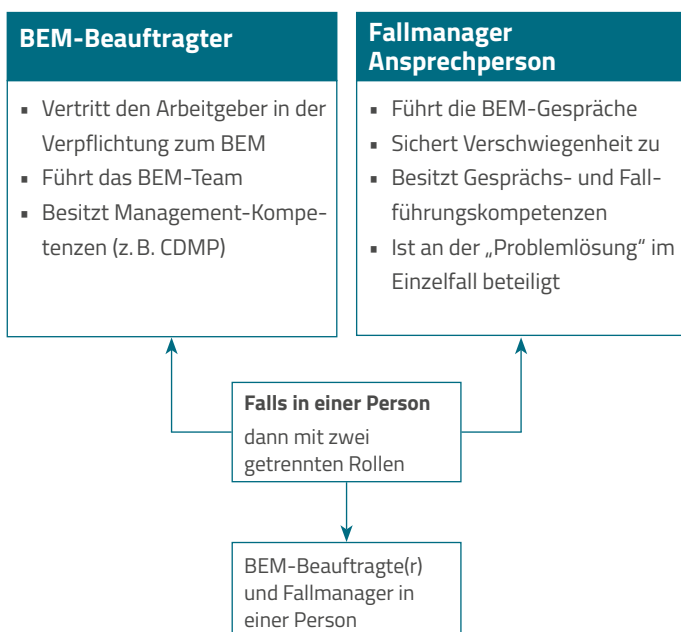 BEM-Beauftragter
▪ Vertritt den Arbeitgeber in der
Verpflichtung zum BEM
▪ Führt das BEM-Team
▪ Besitzt Management-Kompe-
tenzen (z. B. CDMP)
Fallmanager
Ansprechperson
▪ Führt die BEM-Gespräche
▪ Sichert Verschwiegenheit zu
▪ Besitzt Gesprächs- und Fall-
führungskompetenzen
▪ Ist an der „Problemlösung“ im
Einzelfall beteiligt
Falls in einer Person
dann mit zwei
getrennten Rollen
BEM-Beauftragte(r)
und Fallmanager in
einer Person